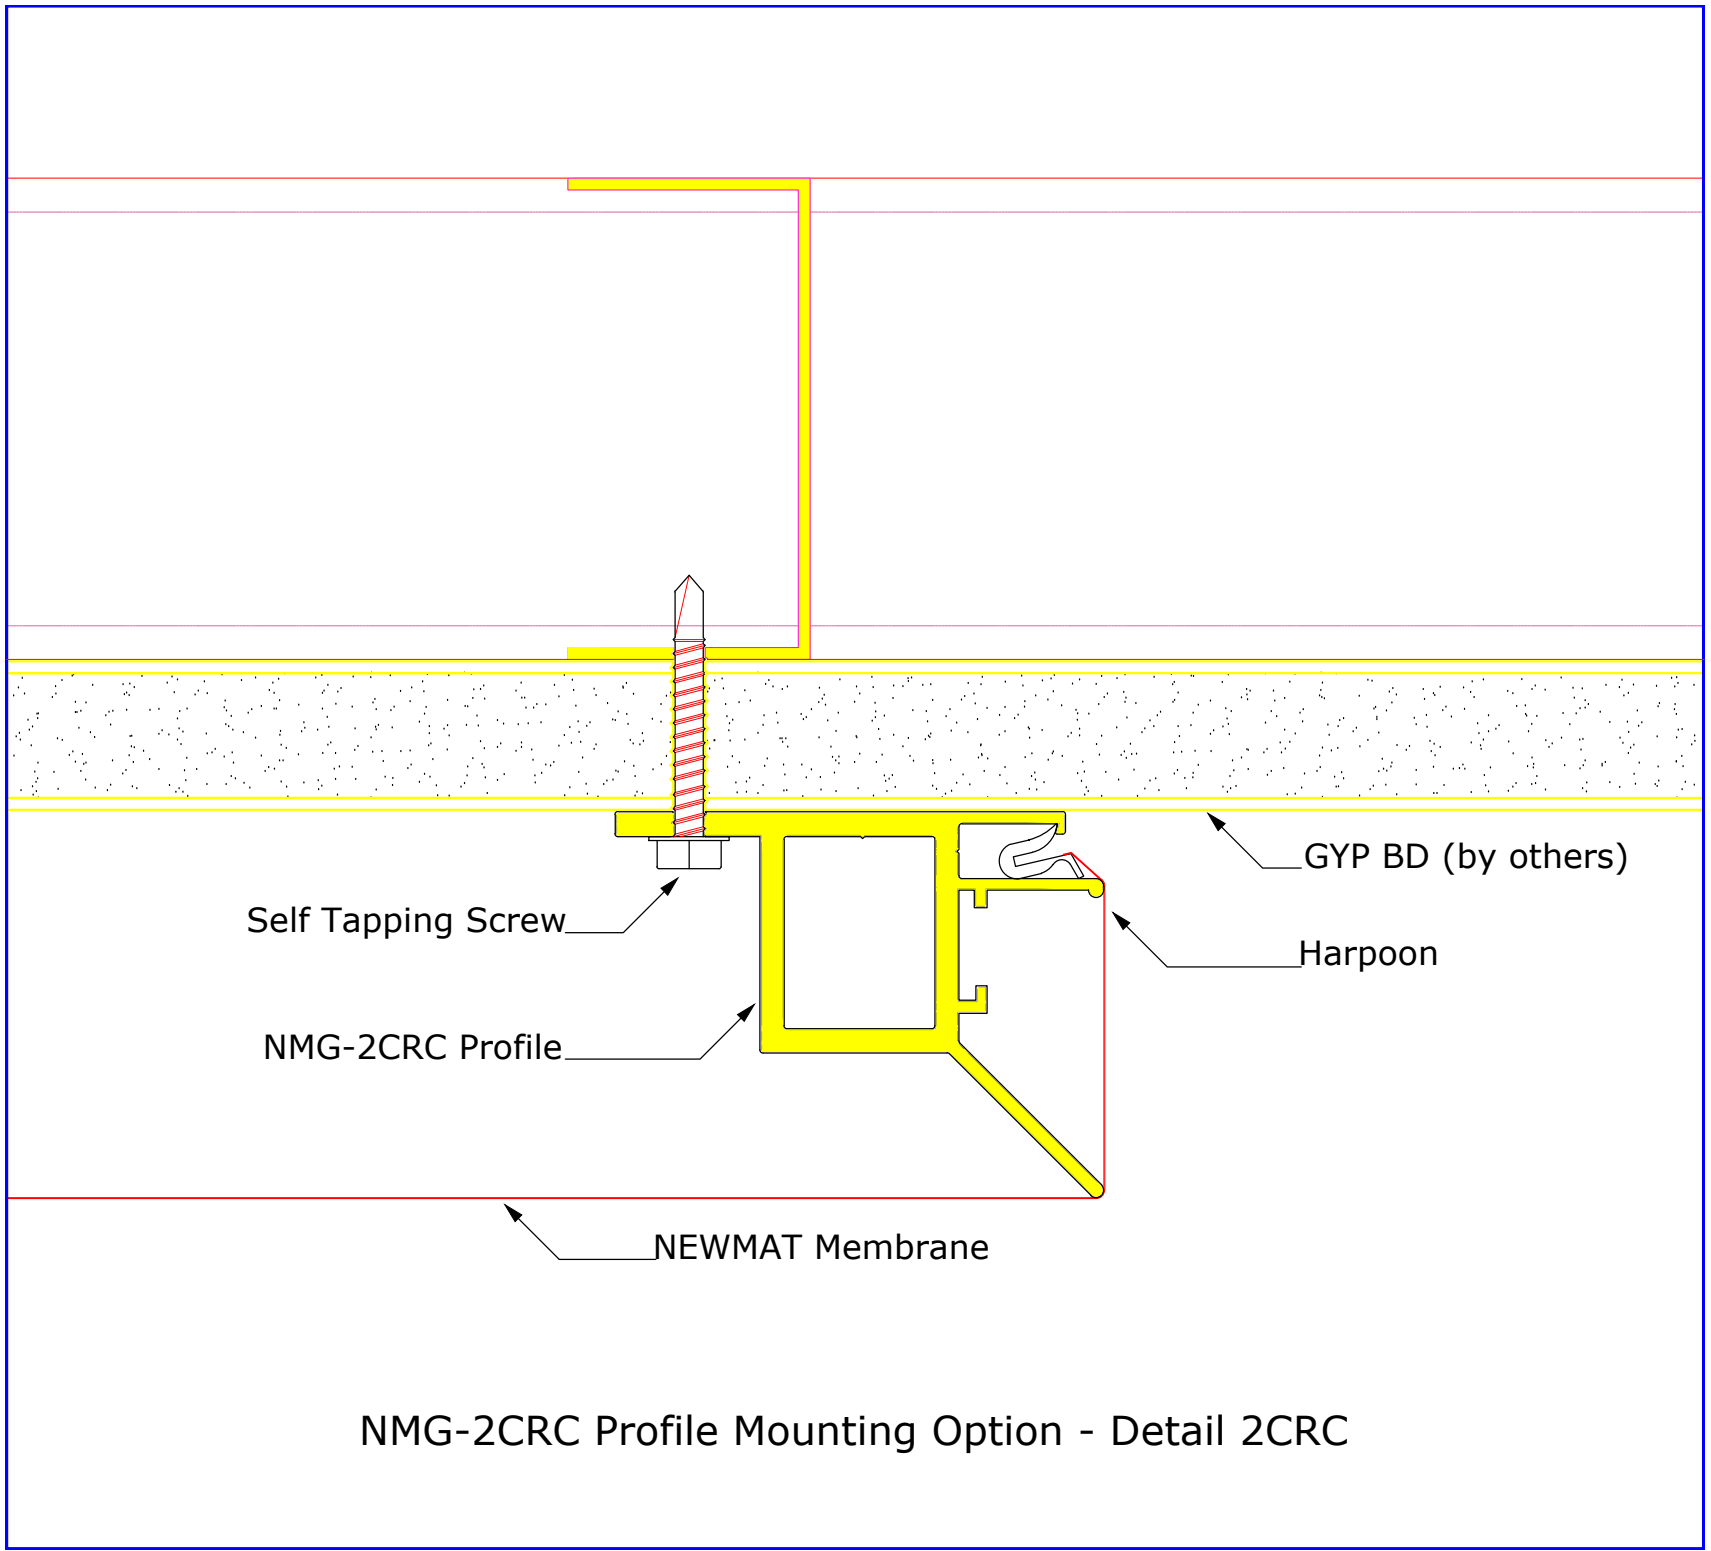 GYP BD (by others)
Self Tapping Screw
Harpoon
NMG-2CRC Profile
NEWMAT Membrane
NMG-2CRC Profile Mounting Option - Detail 2CRC